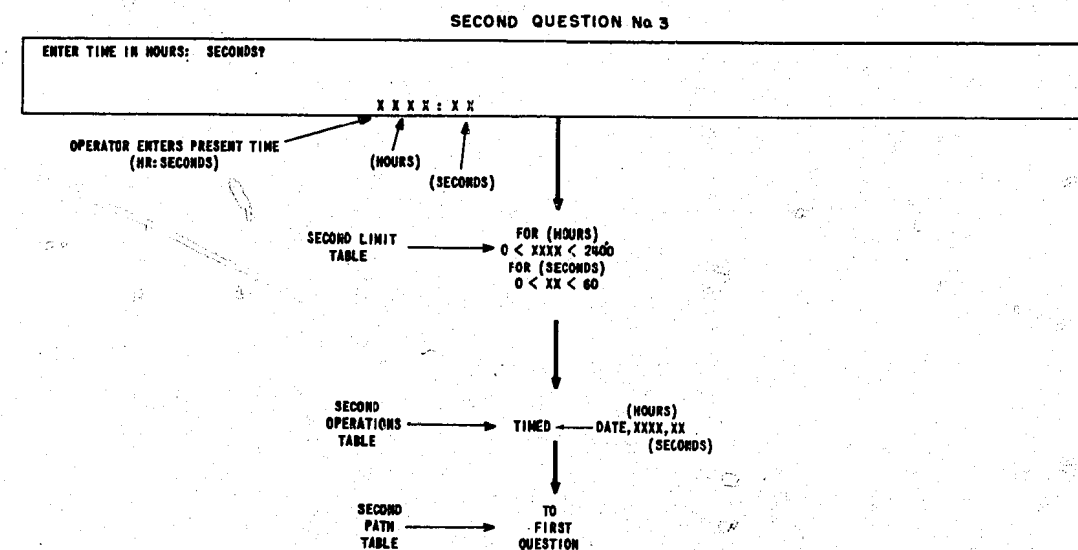 SECOND QUESTION No. 3
ENTER TIME IN HOURS: SECONDS?
X X X X : X X
OPERATOR ENTERS PRESENT TIME
(HR:SECONDS)
(HOURS)
(SECONDS)
SECOND LIMIT
TABLE
FOR (HOURS)
0 < XXXX < 2400
FOR (SECONDS)
0 < XX < 60
SECOND
OPERATIONS
TABLE
TIMED
(HOURS)
DATE,XXXX,XX
(SECONDS)
SECOND
PATH
TABLE
TO
FIRST
QUESTION